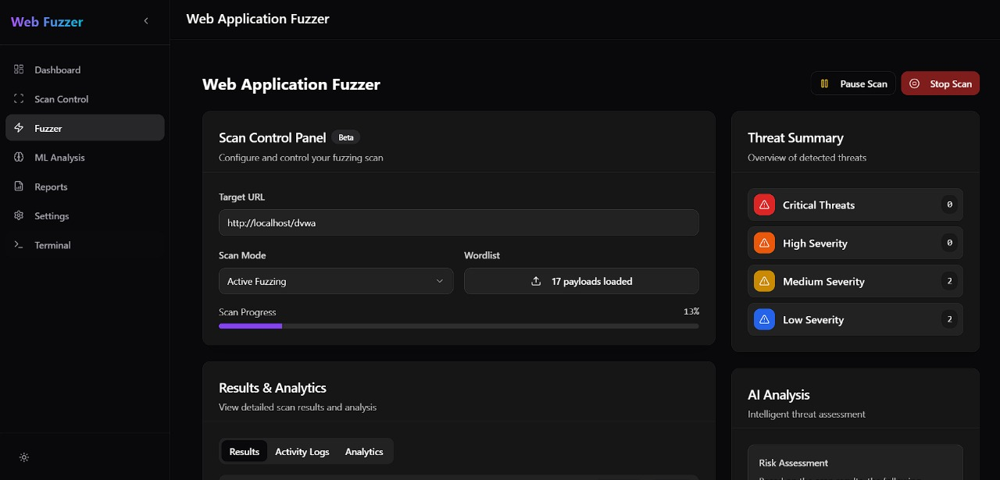 Web Fuzzer
Web Application Fuzzer
Dashboard
Scan Control
Fuzzer
ML Analysis
Reports
Settings
Terminal
Web Application Fuzzer
Pause Scan
Stop Scan
Scan Control Panel Beta
Configure and control your fuzzing scan
Target URL
http://localhost/dvwa
Scan Mode
Active Fuzzing
Wordlist
17 payloads loaded
Scan Progress 13%
Results & Analytics
View detailed scan results and analysis
Results Activity Logs Analytics
Threat Summary
Overview of detected threats
Critical Threats 0
High Severity 0
Medium Severity 2
Low Severity 2
AI Analysis
Intelligent threat assessment
Risk Assessment